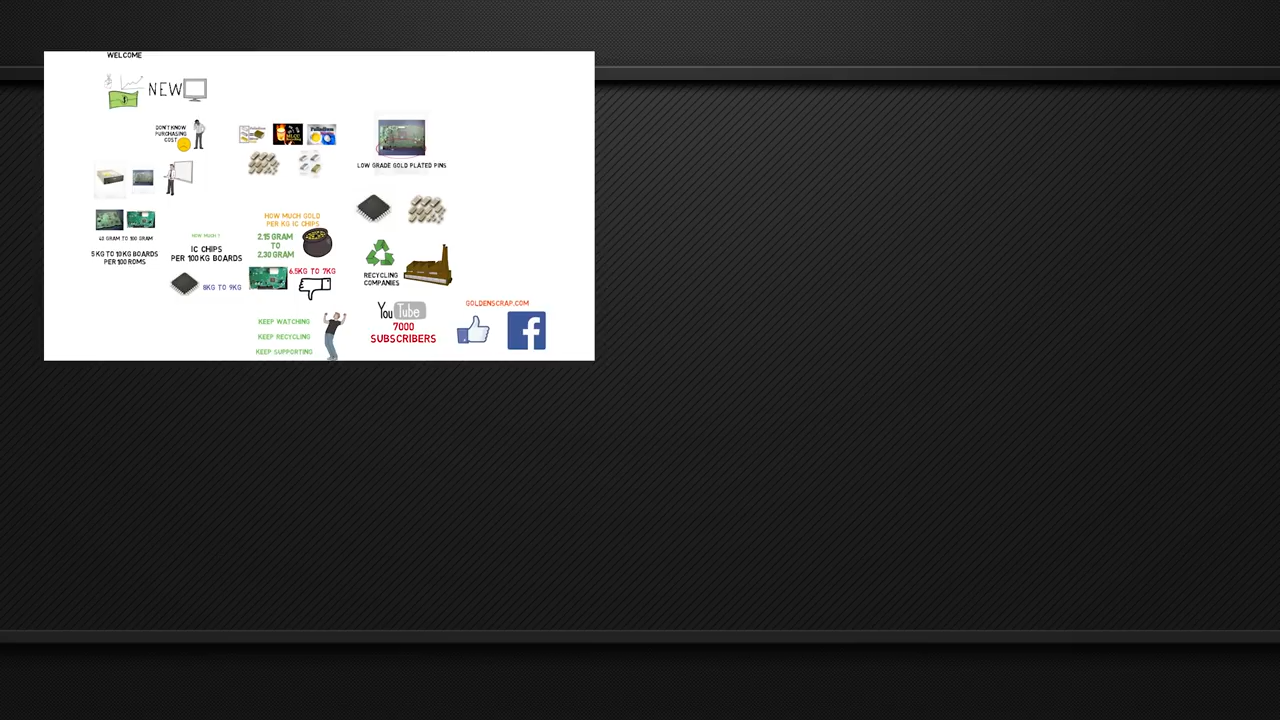 WELCOME
NEW
DON'T KNOW
PURCHASING
COST
LOW GRADE GOLD PLATED PINS
40 GRAM TO 100 GRAM
5 KG TO 10 KG BOARDS
PER 100 ROMS
HOW MUCH ?
IC CHIPS
PER 100 KG BOARDS
8KG TO 9KG
HOW MUCH GOLD
PER KG IC CHIPS
2.15 GRAM
TO
2.30 GRAM
6.5KG TO 7KG
RECYCLING
COMPANIES
KEEP WATCHING
KEEP RECYCLING
KEEP SUPPORTING
YouTube
7000
SUBSCRIBERS
GOLDENSCRAP.COM